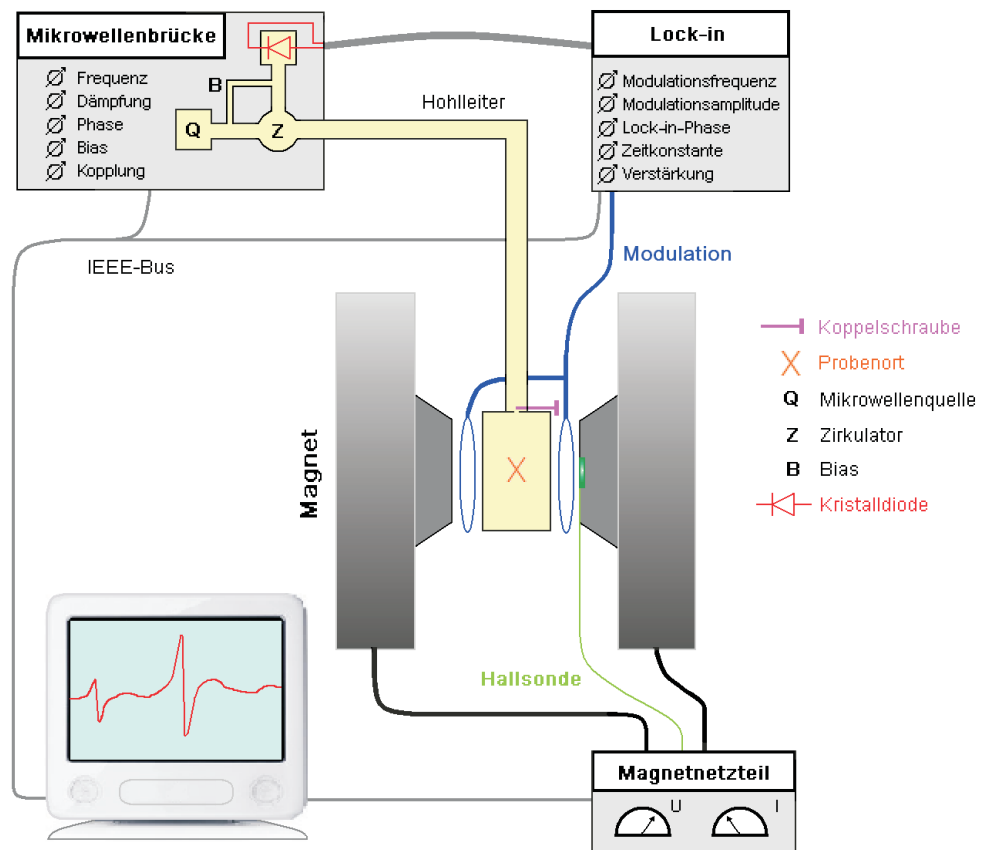 Mikrowellenbrücke
Frequenz
Dämpfung
Phase
Bias
Kopplung
B
Q
Z
Hohlleiter
Lock-in
Modulationsfrequenz
Modulationsamplitude
Lock-in-Phase
Zeitkonstante
Verstärkung
IEEE-Bus
Modulation
Magnet
X
Koppelschraube
X Probenort
Q Mikrowellenquelle
Z Zirkulator
B Bias
Kristalldiode
Hallsonde
Magnetnetzteil
U I